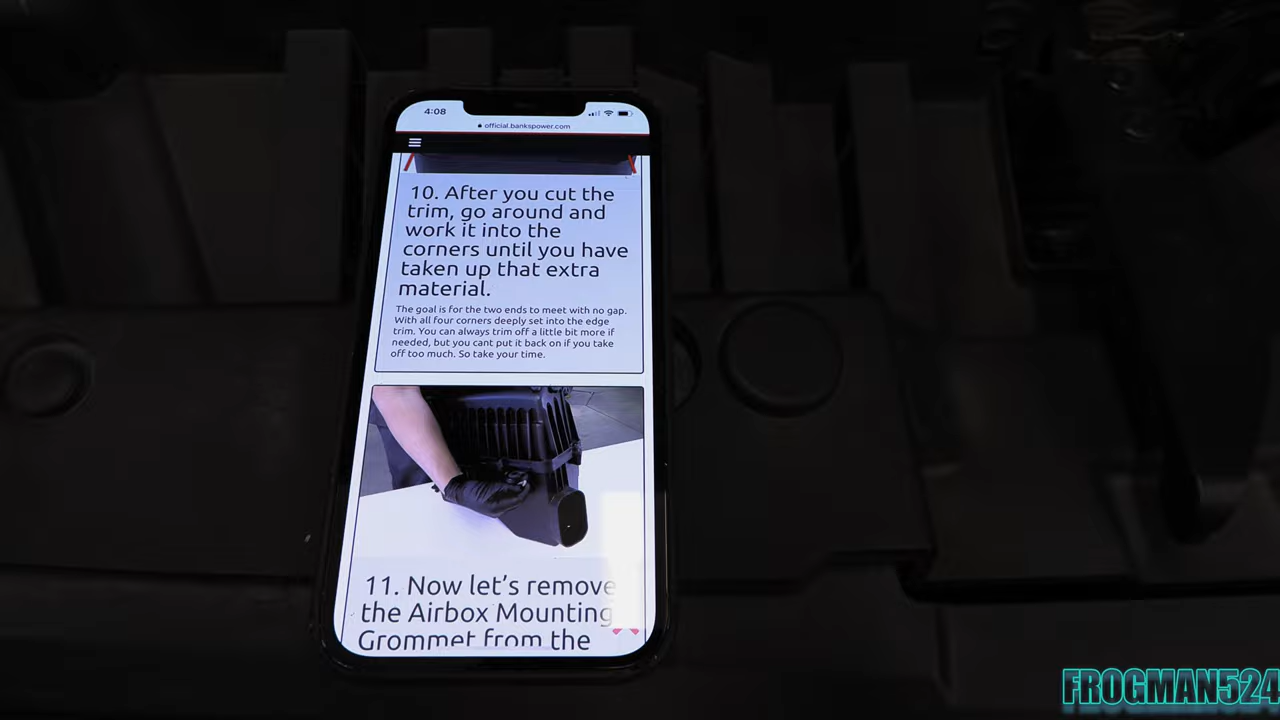 4:08
official.bankspower.com
10. After you cut the
trim, go around and
work it into the
corners until you have
taken up that extra
material.
The goal is for the two ends to meet with no gap.
With all four corners deeply set into the edge
trim. You can always trim off a little bit more if
needed, but you cant put it back on if you take
off too much. So take your time.
11. Now let's remove
the Airbox Mounting
Grommet from the
FROGMAN524